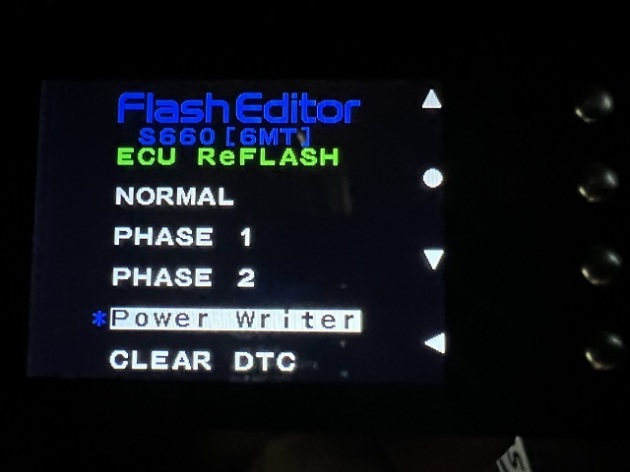 Flash Editor
S660 [6MT]
ECU ReFLASH
NORMAL
PHASE 1
PHASE 2
*Power Writer
CLEAR DTC